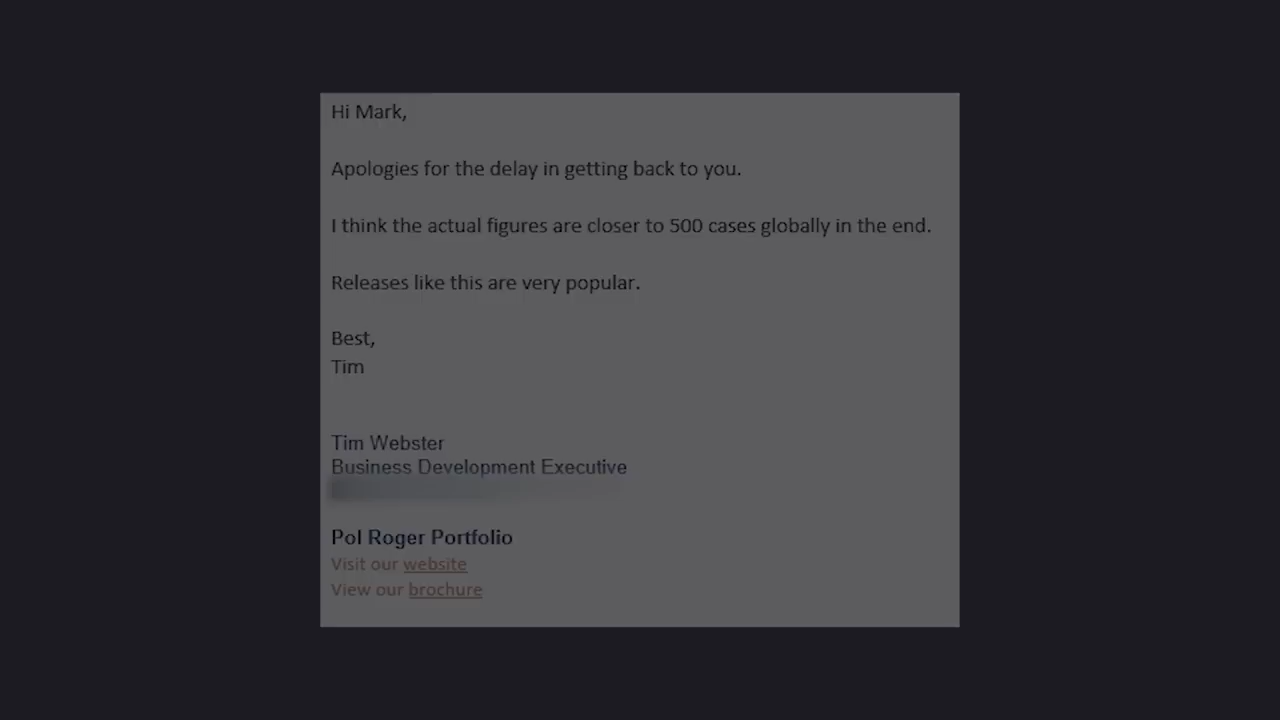 Hi Mark,
Apologies for the delay in getting back to you.
I think the actual figures are closer to 500 cases globally in the end.
Releases like this are very popular.
Best,
Tim
Tim Webster
Business Development Executive
Pol Roger Portfolio
Visit our website
View our brochure